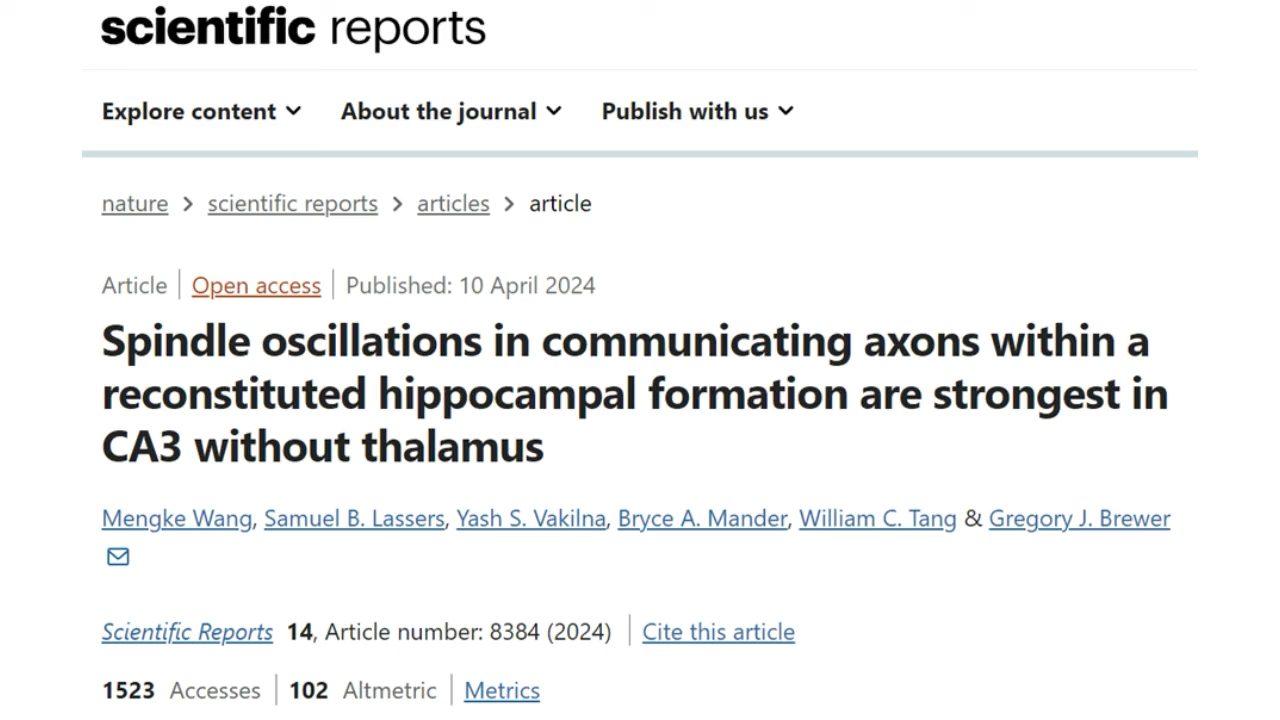 scientific reports
Explore content About the journal Publish with us
nature > scientific reports > articles > article
Article | Open access | Published: 10 April 2024
Spindle oscillations in communicating axons within a
reconstituted hippocampal formation are strongest in
CA3 without thalamus
Mengke Wang, Samuel B. Lassers, Yash S. Vakilna, Bryce A. Mander, William C. Tang & Gregory J. Brewer
Scientific Reports 14, Article number: 8384 (2024) | Cite this article
1523 Accesses | 102 Altmetric | Metrics